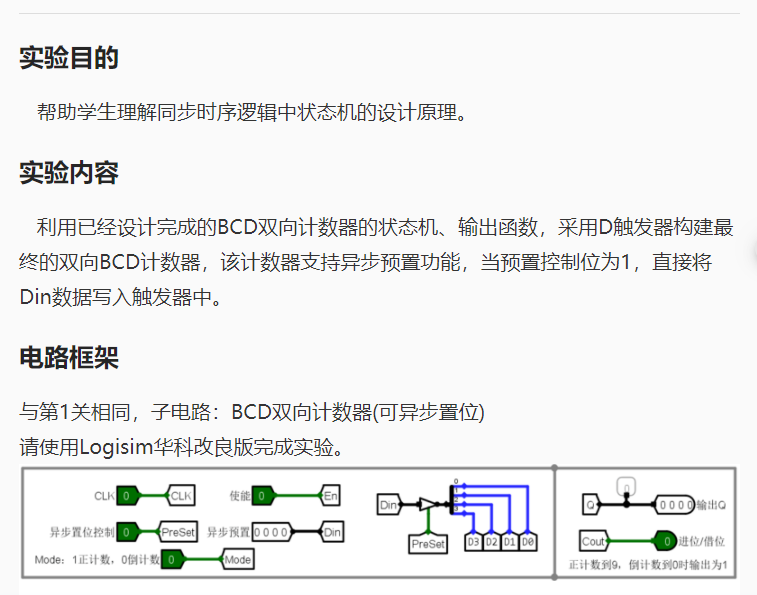 实验目的
帮助学生理解同步时序逻辑中状态机的设计原理。
实验内容
利用已经设计完成的BCD双向计数器的状态机、输出函数，采用D触发器构建最
终的双向BCD计数器，该计数器支持异步预置功能，当预置控制位为1，直接将
Din数据写入触发器中。
电路框架
与第1关相同，子电路：BCD双向计数器(可异步置位)
请使用Logisim华科改良版完成实验。
CLK 0 CLK 使能 0 En
异步置位控制 0 PreSet 异步预置 0 0 0 0 Din
Mode：1正计数，0倒计数 0 Mode
Din PreSet 0 D3 D2 D1 D0
Q 0 0 0 0 0 输出Q
Cout 0 进位/借位
正计数到9，倒计数到0时输出为1